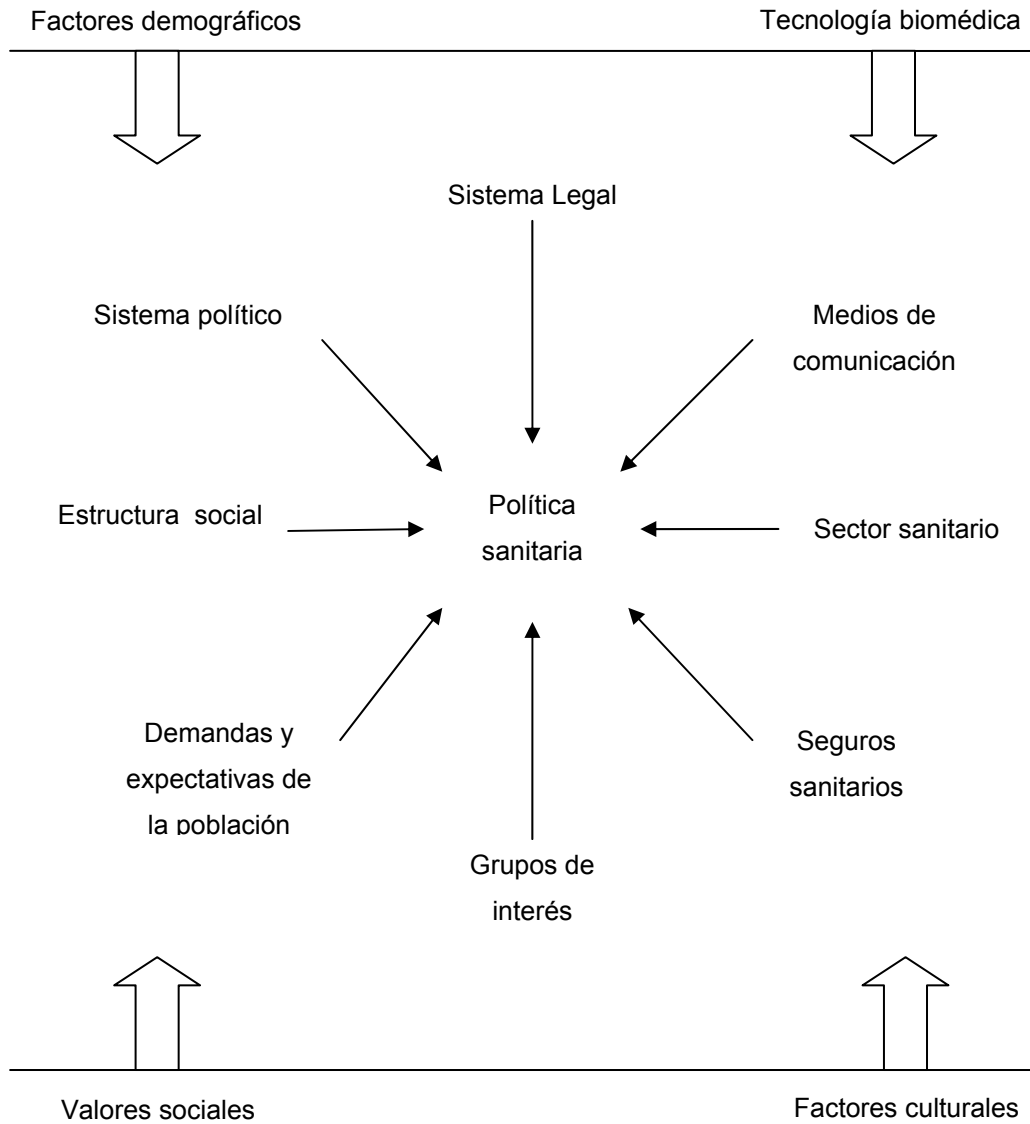 Factores demográficos
Tecnología biomédica
Sistema Legal
Sistema político
Medios de
comunicación
Estructura social
Política
sanitaria
Sector sanitario
Demandas y
expectativas de
la población
Seguros
sanitarios
Grupos de
interés
Valores sociales
Factores culturales